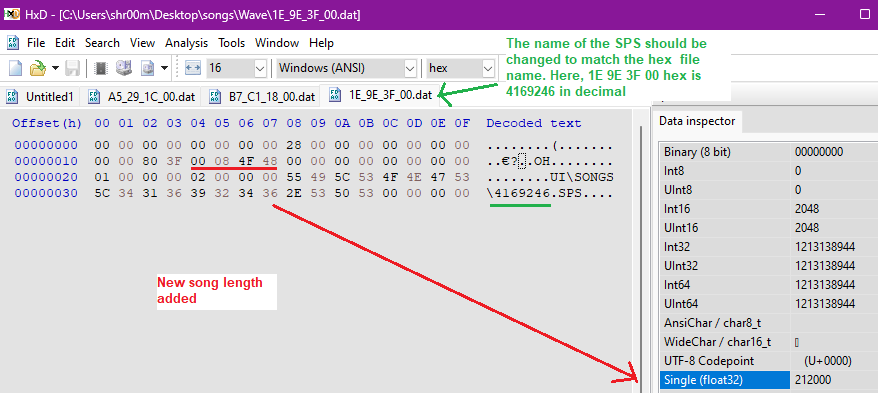 HxD - [C:\Users\shr00m\Desktop\songs\Wave\1E_9E_3F_00.dat]
File Edit Search View Analysis Tools Window Help
16 Windows (ANSI) hex
Untitled1 A5_29_1C_00.dat B7_C1_18_00.dat 1E_9E_3F_00.dat
The name of the SPS should be
changed to match the hex file
name. Here, 1E 9E 3F 00 hex is
4169246 in decimal
Offset(h) 00 01 02 03 04 05 06 07 08 09 0A 0B 0C 0D 0E 0F Decoded text
00000000 00 00 00 00 00 00 00 00 28 00 00 00 00 00 00 00 ........(.......
00000010 00 00 80 3F 00 08 4F 48 00 00 00 00 00 00 00 00 ..€?..OH........
00000020 01 00 00 00 02 00 00 00 55 49 5C 53 4F 4E 47 53 ........UI\SONGS
00000030 5C 34 31 36 39 32 34 36 2E 53 50 53 00 00 00 00 \4169246.SPS....
New song length
added
Data inspector
Binary (8 bit) 00000000
Int8 0
UInt8 0
Int16 2048
UInt16 2048
Int32 1213138944
UInt32 1213138944
Int64 1213138944
UInt64 1213138944
AnsiChar / char8_t
WideChar / char16_t
UTF-8 Codepoint (U+0000)
Single (float32) 212000